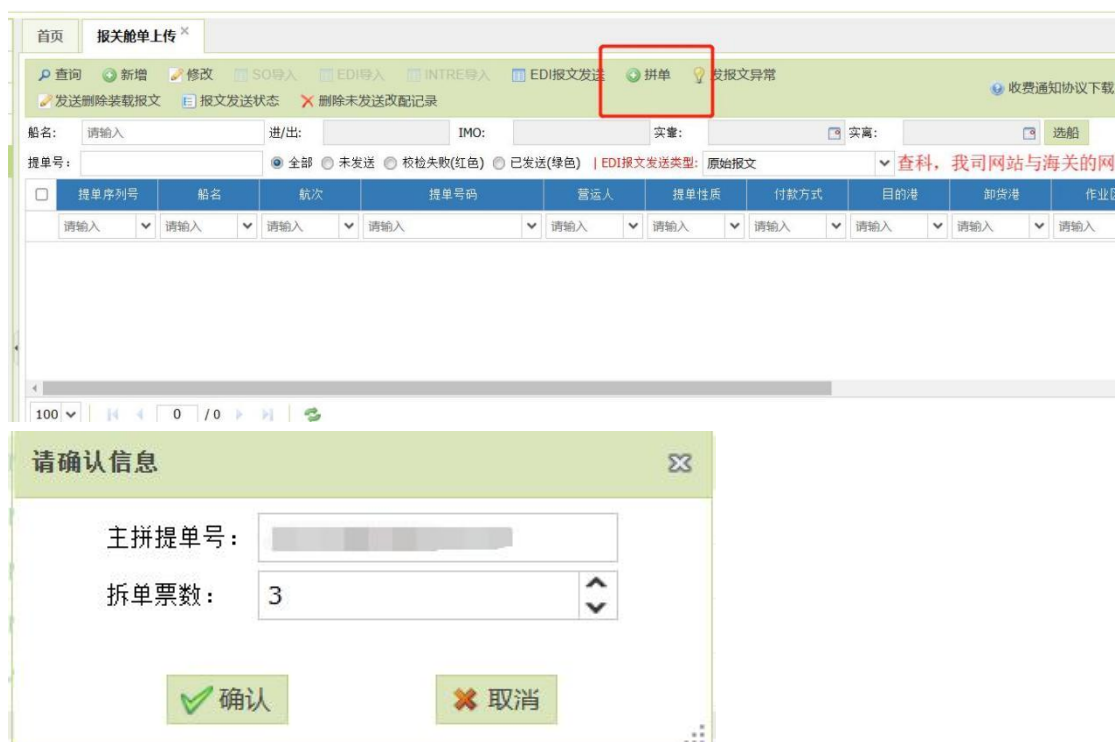 首页 报关舱单上传
查询 新增 修改 SO导入 EDI导入 INTRE导入 EDI报文发送 拼单 发报文异常
收费通知协议下载
发送删除装载报文 报文发送状态 删除未发送改配记录
船名: 请输入 进/出: IMO: 实靠: 实离: 选船
提单号: 全部 未发送 校检失败(红色) 已发送(绿色) | EDI报文发送类型: 原始报文 查科，我司网站与海关的网
提单序列号 船名 航次 提单号码 营运人 提单性质 付款方式 目的港 卸货港 作业区
请输入 请输入 请输入 请输入 请输入 请输入 请输入 请输入 请输入 请输入
100 0 / 0
请确认信息
主拼提单号:
拆单票数: 3
确认 取消